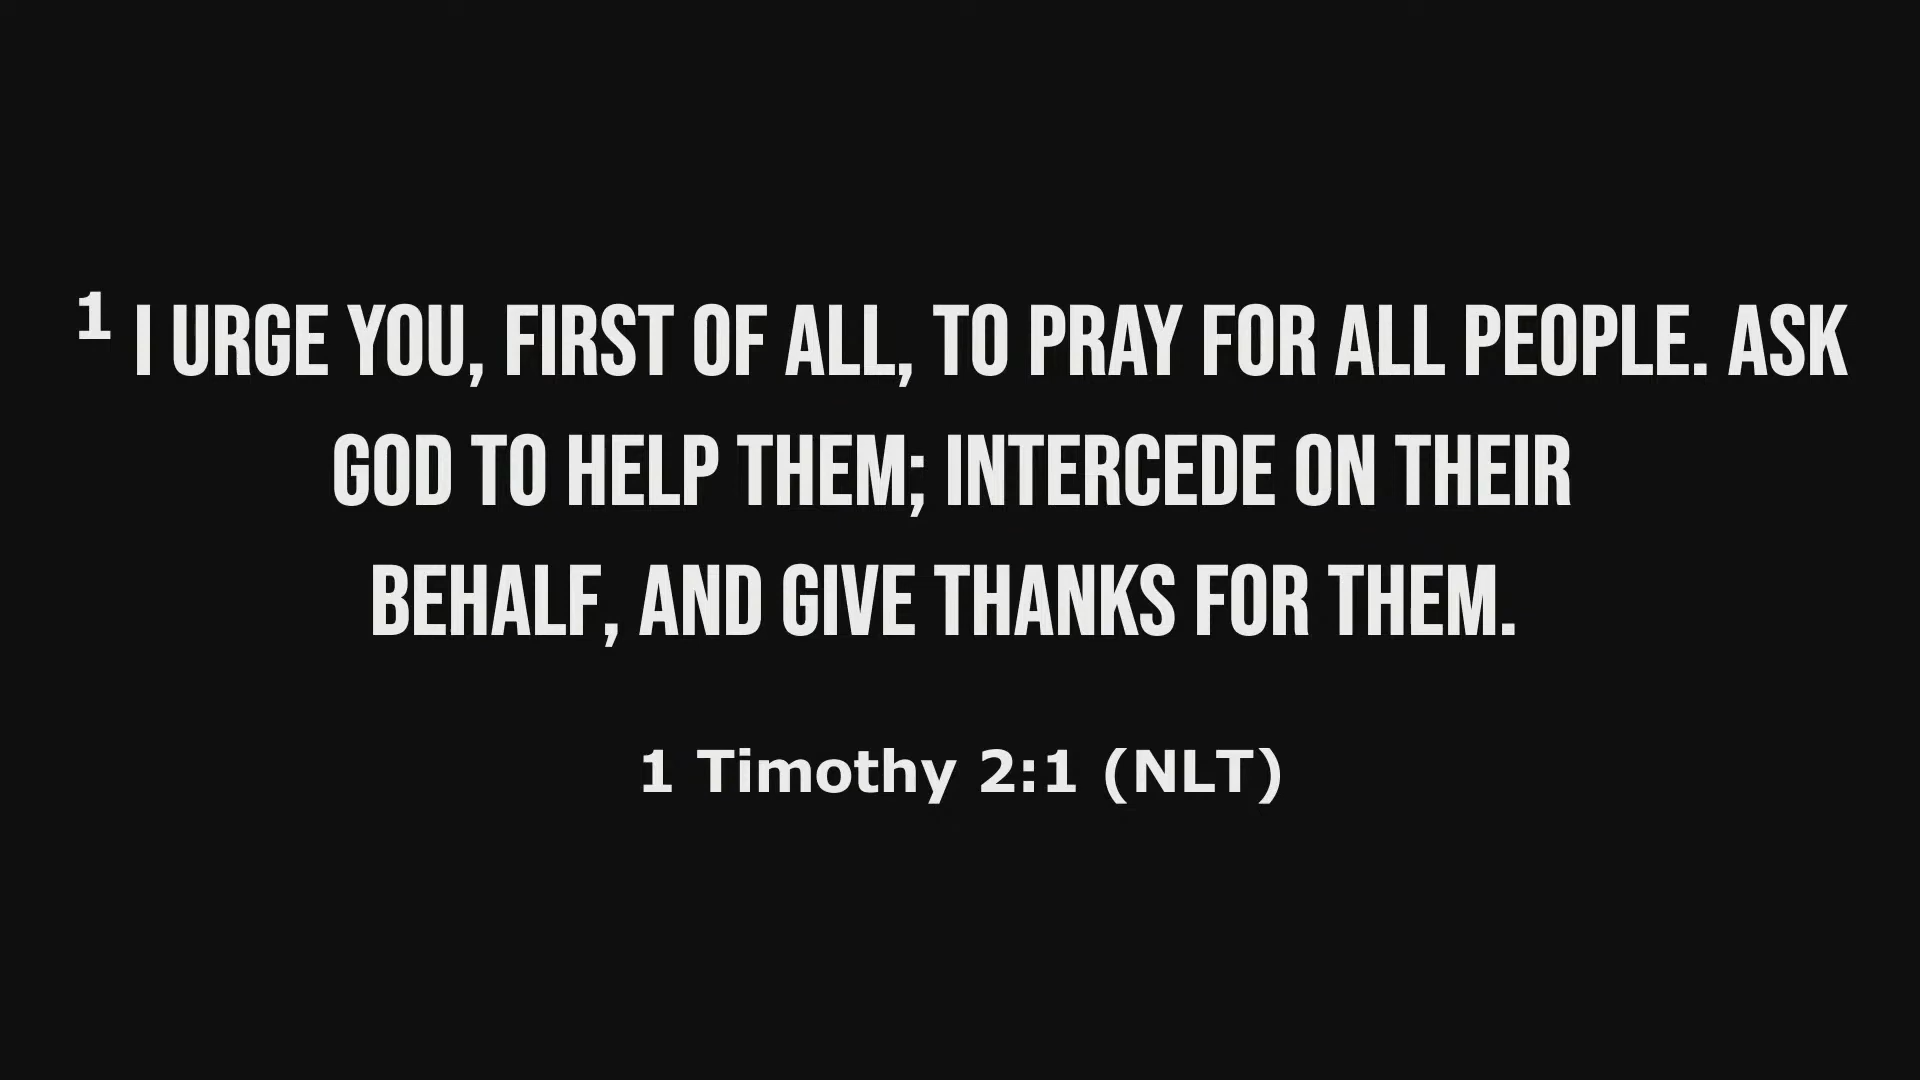 1 I URGE YOU, FIRST OF ALL, TO PRAY FOR ALL PEOPLE. ASK
GOD TO HELP THEM; INTERCEDE ON THEIR
BEHALF, AND GIVE THANKS FOR THEM.
1 Timothy 2:1 (NLT)